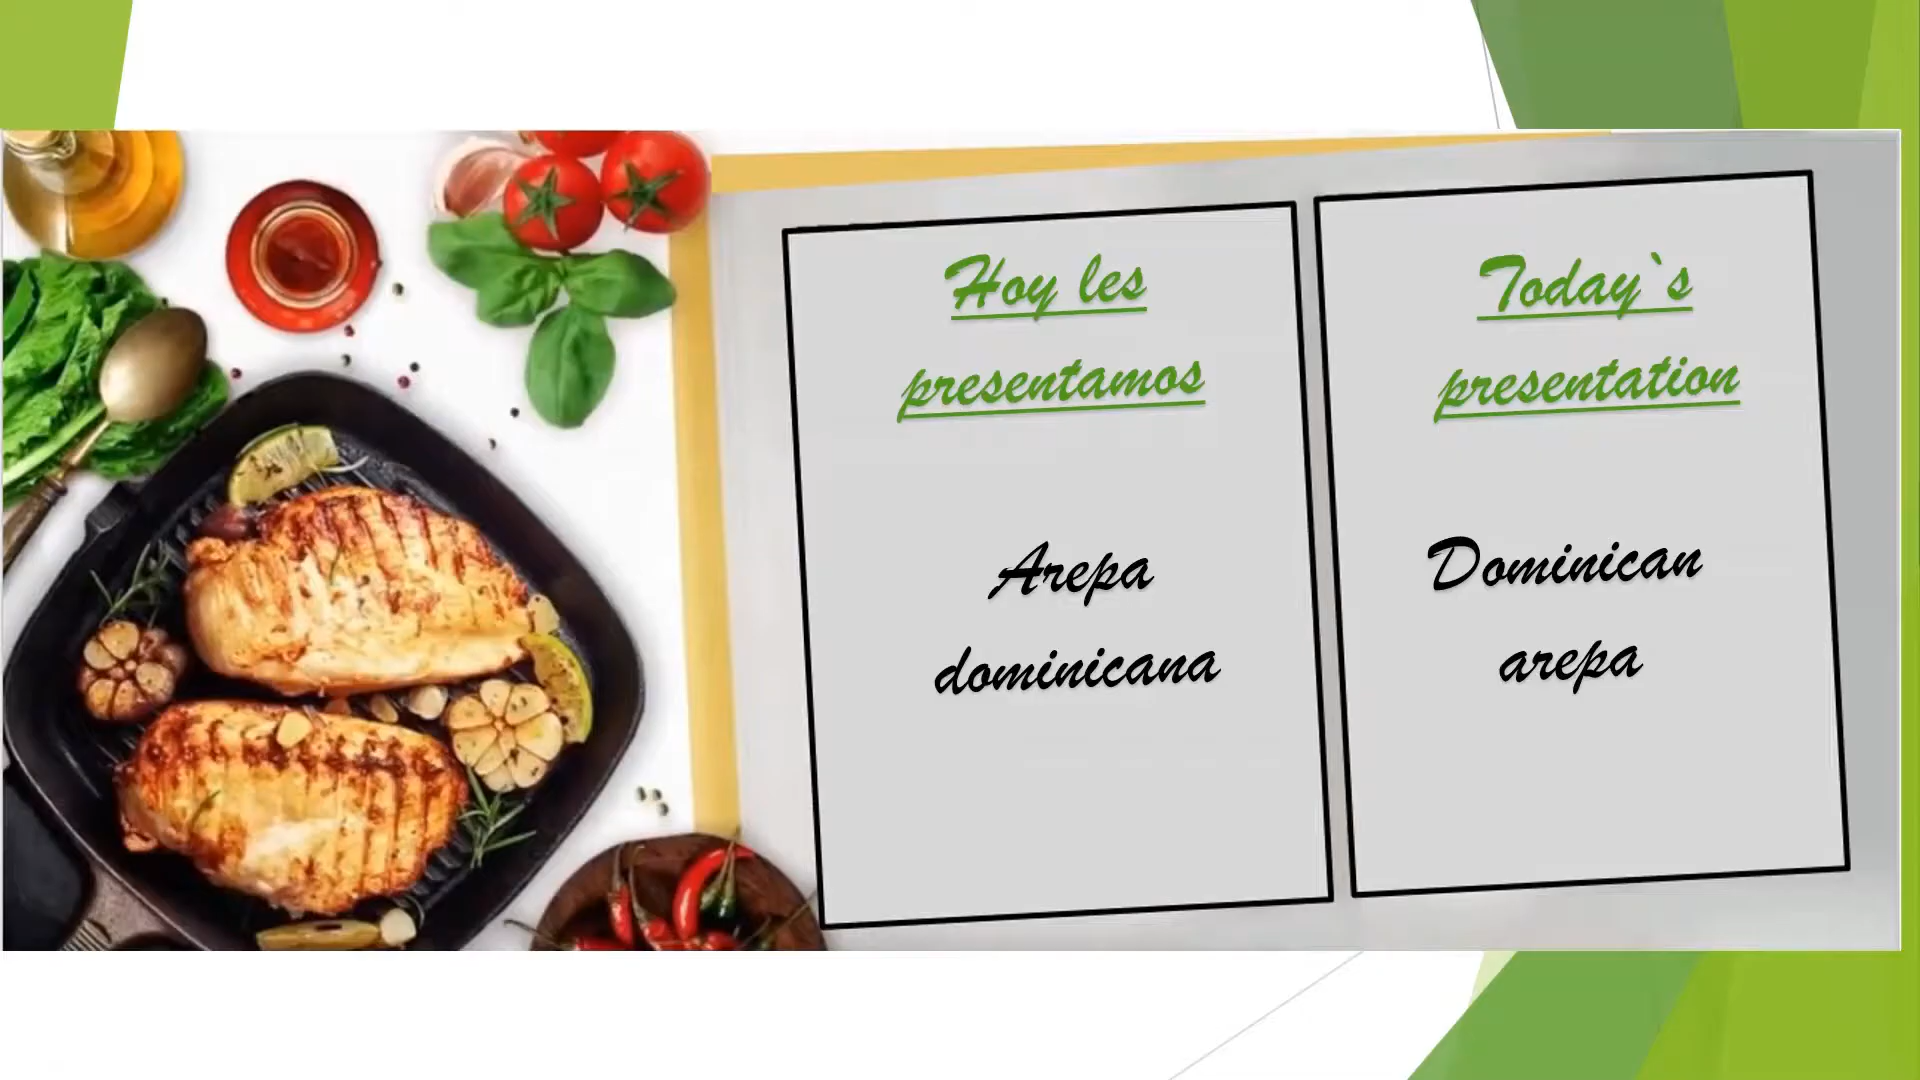 Hoy les
presentamos
Arepa
dominicana
Today`s
presentation
Dominican
arepa